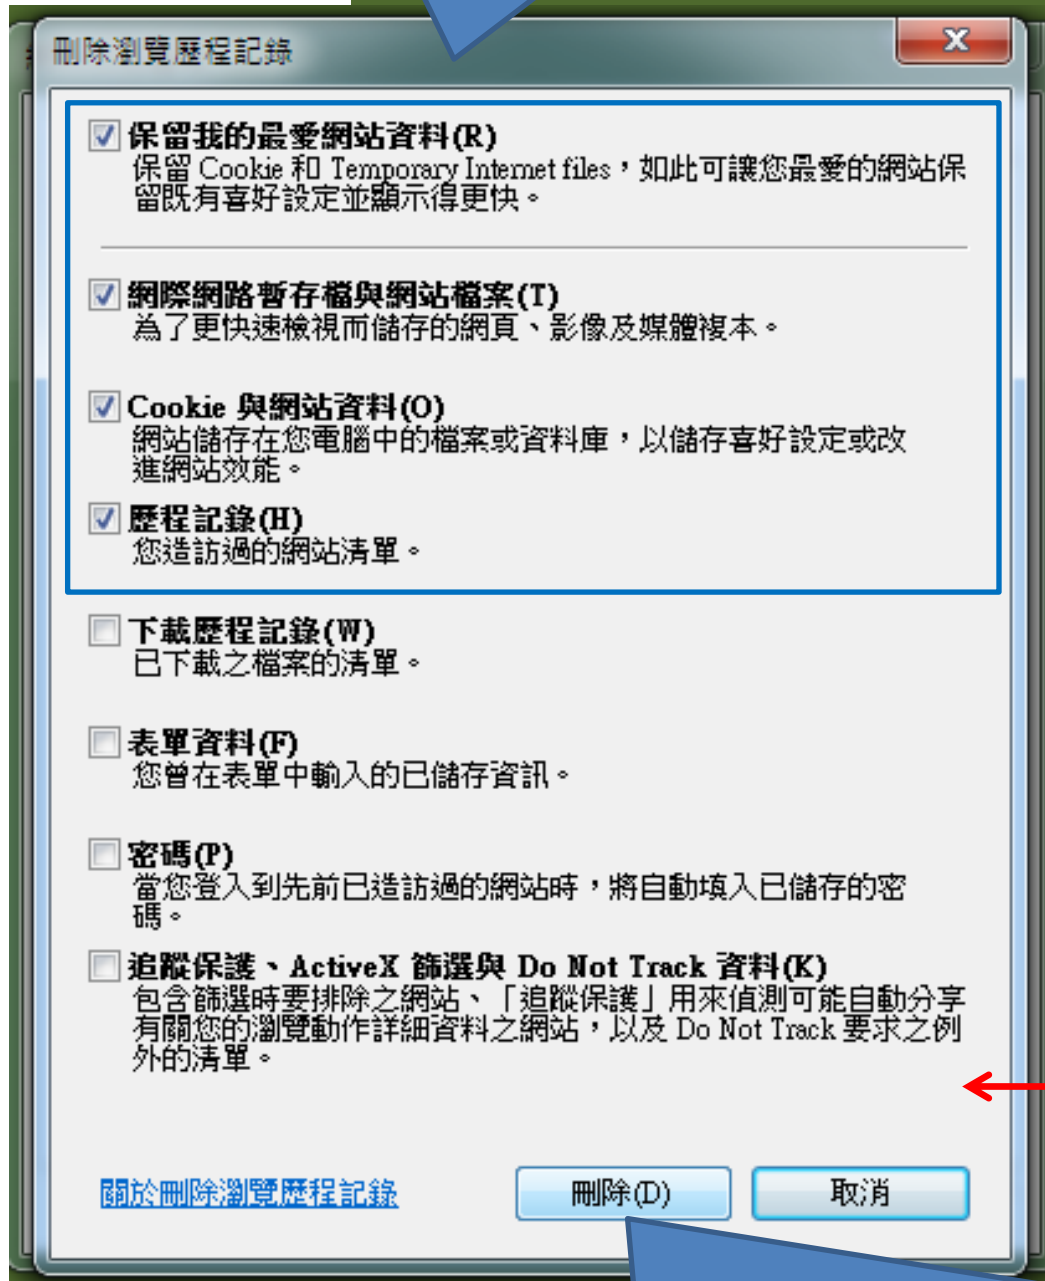 刪除瀏覽歷程記錄
保留我的最愛網站資料(R)
保留 Cookie 和 Temporary Internet files，如此可讓您最愛的網站保
留既有喜好設定並顯示得更快。
網際網路暫存檔與網站檔案(T)
為了更快速檢視而儲存的網頁、影像及媒體複本。
Cookie 與網站資料(O)
網站儲存在您電腦中的檔案或資料庫，以儲存喜好設定或改
進網站效能。
歷程記錄(H)
您造訪過的網站清單。
下載歷程記錄(W)
已下載之檔案的清單。
表單資料(F)
您曾在表單中輸入的已儲存資訊。
密碼(P)
當您登入到先前已造訪過的網站時，將自動填入已儲存的密
碼。
追蹤保護、ActiveX 篩選與 Do Not Track 資料(K)
包含篩選時要排除之網站、「追蹤保護」用來偵測可能自動分享
有關您的瀏覽動作詳細資料之網站，以及 Do Not Track 要求之例
外的清單。
關於刪除瀏覽歷程記錄
刪除(D)
取消